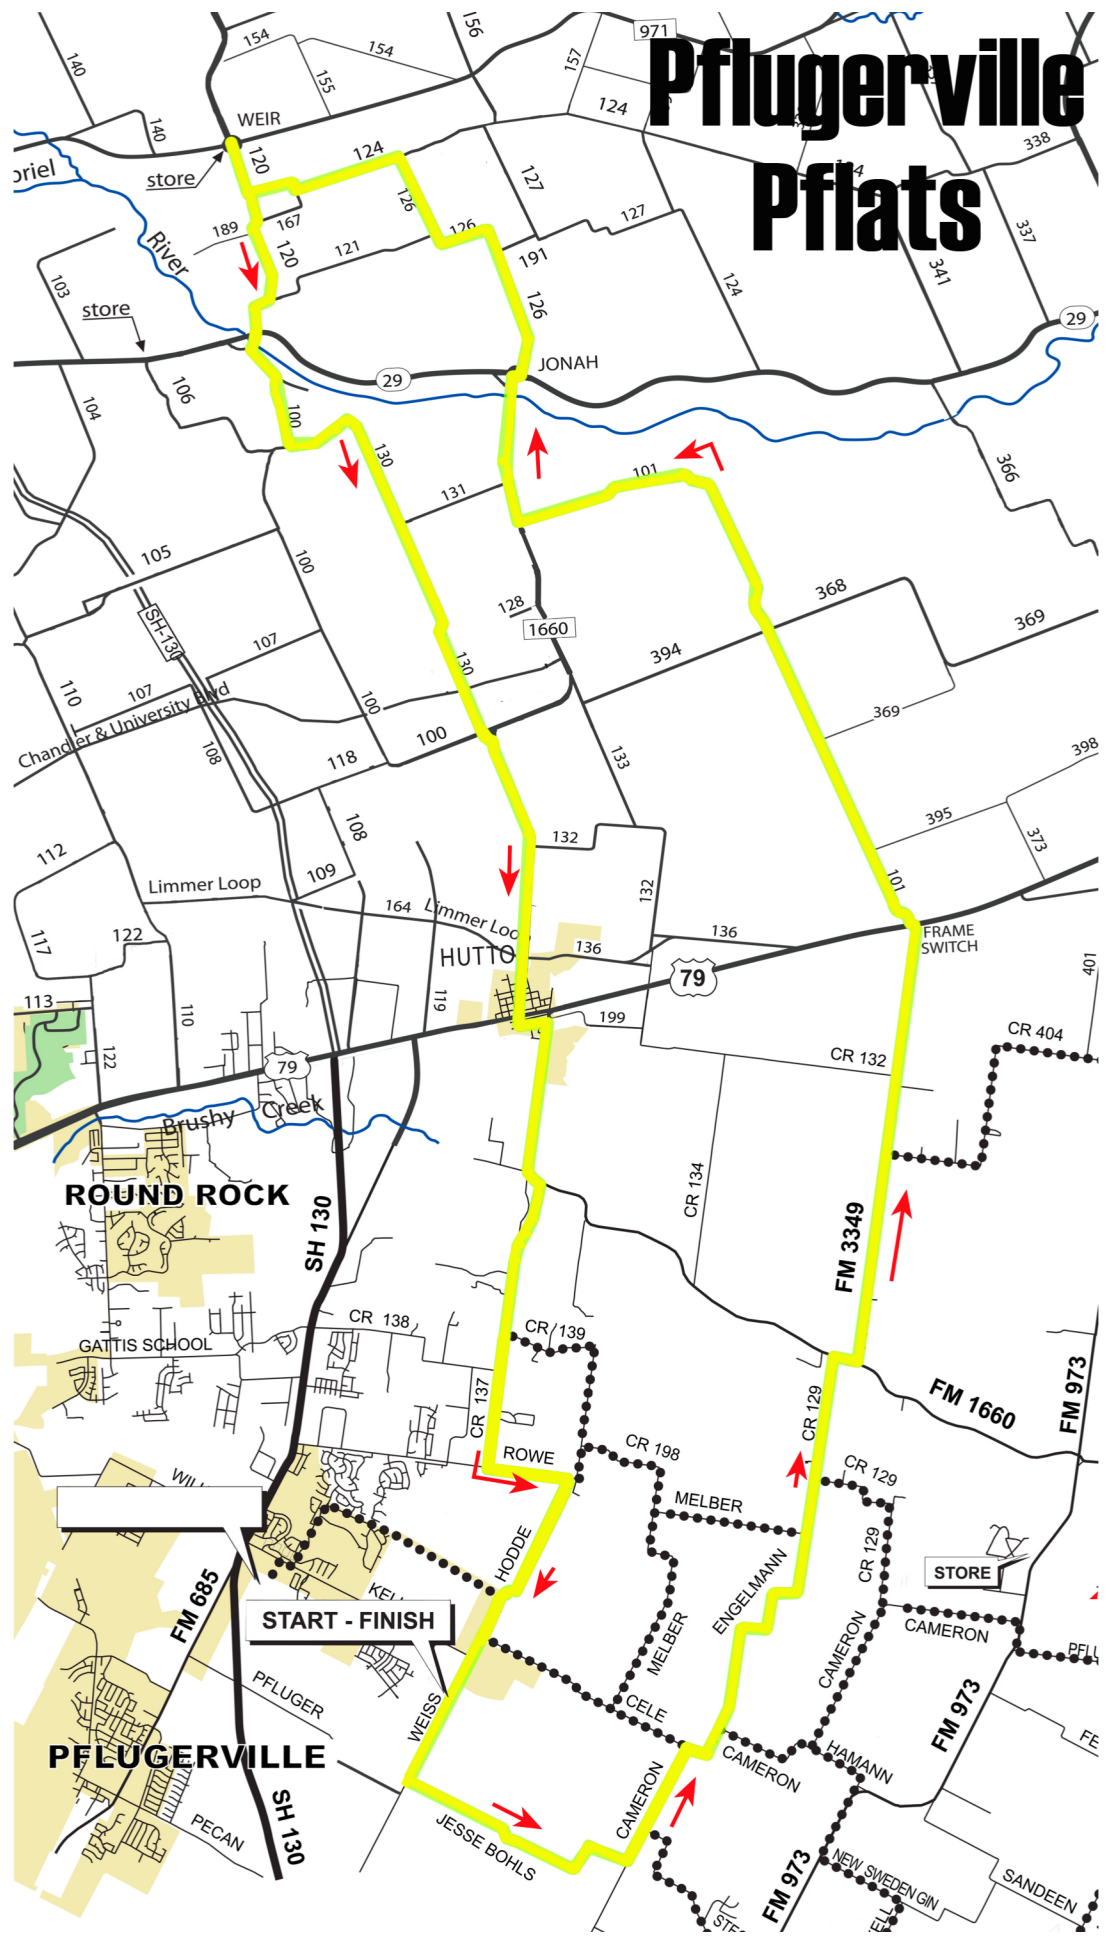 Pflugerville
Pflats
140
154
154
155
156
971
157
124
338
337
341
WEIR
140
120
store
124
127
126
126
127
191
126
124
oriel
River
189
167
120
121
103
store
29
29
JONAH
104
106
100
130
131
101
366
105
100
128
1660
368
369
394
SH-130
107
107
110
130
100
100
369
Chandler & University Blvd
108
118
133
398
395
373
101
132
132
112
108
109
Limmer Loop
164
Limmer Loop
117
122
119
HUTTO
136
136
79
FRAME
SWITCH
401
113
110
122
199
CR 132
CR 404
79
Brushy Creek
CR 134
ROUND ROCK
SH 130
FM 3349
CR 138
CR 139
GATTIS SCHOOL
CR 137
CR 129
FM 1660
FM 973
ROWE
CR 198
CR 129
MELBER
CR 129
HODDE
ENGELMANN
STORE
FM 685
START - FINISH
MELBER
CAMERON
CAMERON
PFLUGER
WEISS
CELE
FM 973
PFLUGERVILLE
CAMERON
HAMANN
CAMERON
SH 130
PECAN
JESSE BOHLS
NEW SWEDEN GIN
SANDEEN
FM 973